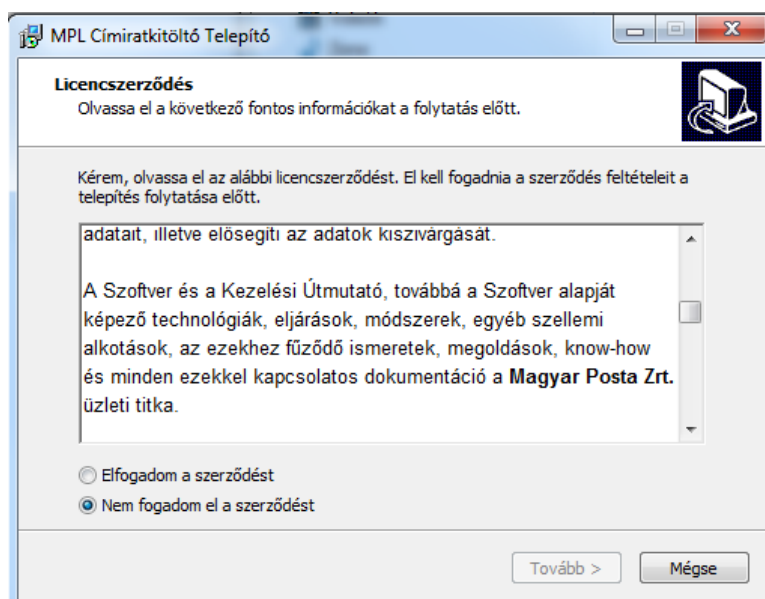 MPL Címiratkitöltő Telepítő
Licencszerződés
Olvassa el a következő fontos információkat a folytatás előtt.
Kérem, olvassa el az alábbi licencszerződést. El kell fogadnia a szerződés feltételeit a
telepítés folytatása előtt.
adatait, illetve elősegíti az adatok kiszivárgását.
A Szoftver és a Kezelési Útmutató, továbbá a Szoftver alapját
képező technológiák, eljárások, módszerek, egyéb szellemi
alkotások, az ezekhez fűződő ismeretek, megoldások, know-how
és minden ezekkel kapcsolatos dokumentáció a Magyar Posta Zrt.
üzleti titka.
Elfogadom a szerződést
Nem fogadom el a szerződést
Tovább >
Mégse